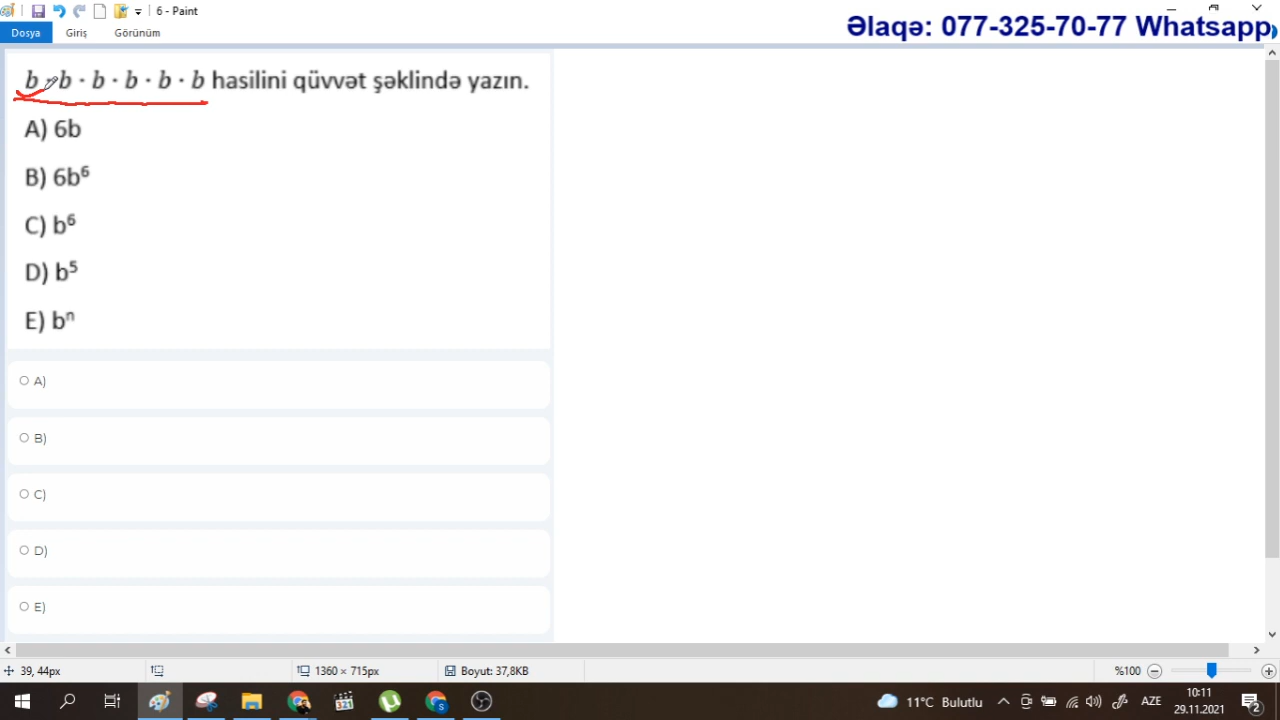 6 - Paint
Əlaqə: 077-325-70-77 Whatsapp
Dosya Giriş Görünüm
b · b · b · b · b · b hasilini qüvvət şəklində yazın.
A) 6b
B) 6b⁶
C) b⁶
D) b⁵
E) bⁿ
A)
B)
C)
D)
E)
39, 44px
1360 × 715px
Boyut: 37,8KB
%100
11°C Bulutlu
AZE
10:11
29.11.2021
2